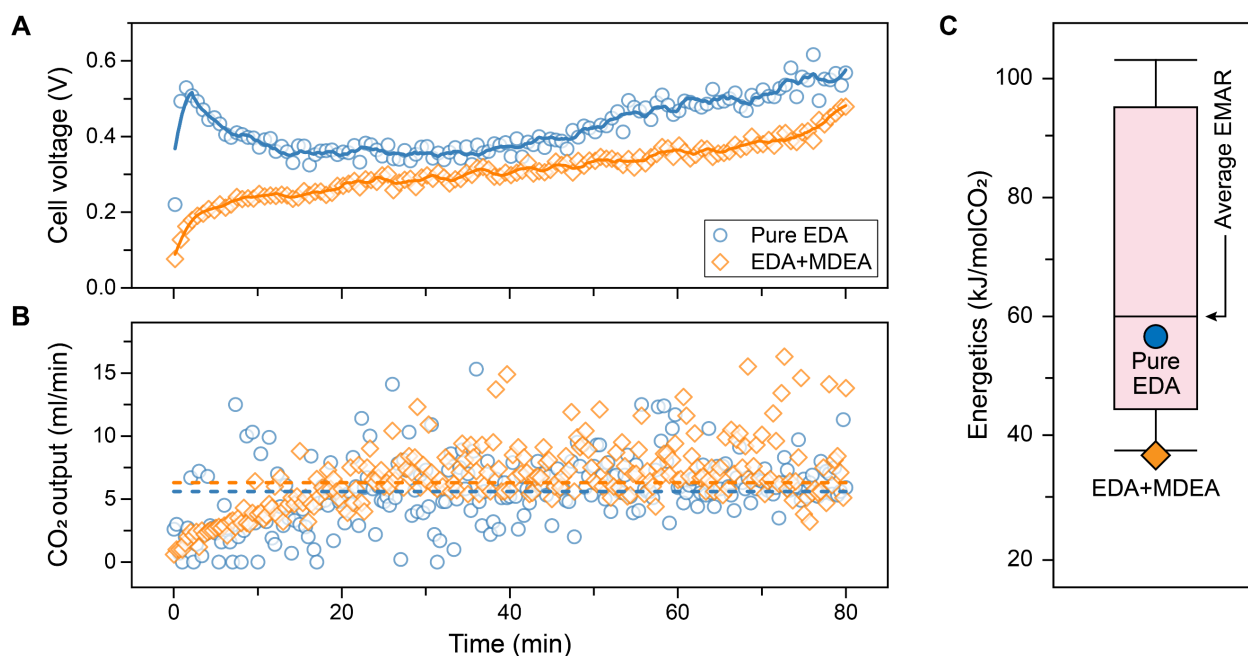 A
Cell voltage (V)
0.6
0.4
0.2
0.0
Pure EDA
EDA+MDEA
B
CO₂ output (ml/min)
15
10
5
0
0
20
40
60
80
Time (min)
C
Energetics (kJ/molCO₂)
100
80
60
40
20
Average EMAR
Pure
EDA
EDA+MDEA